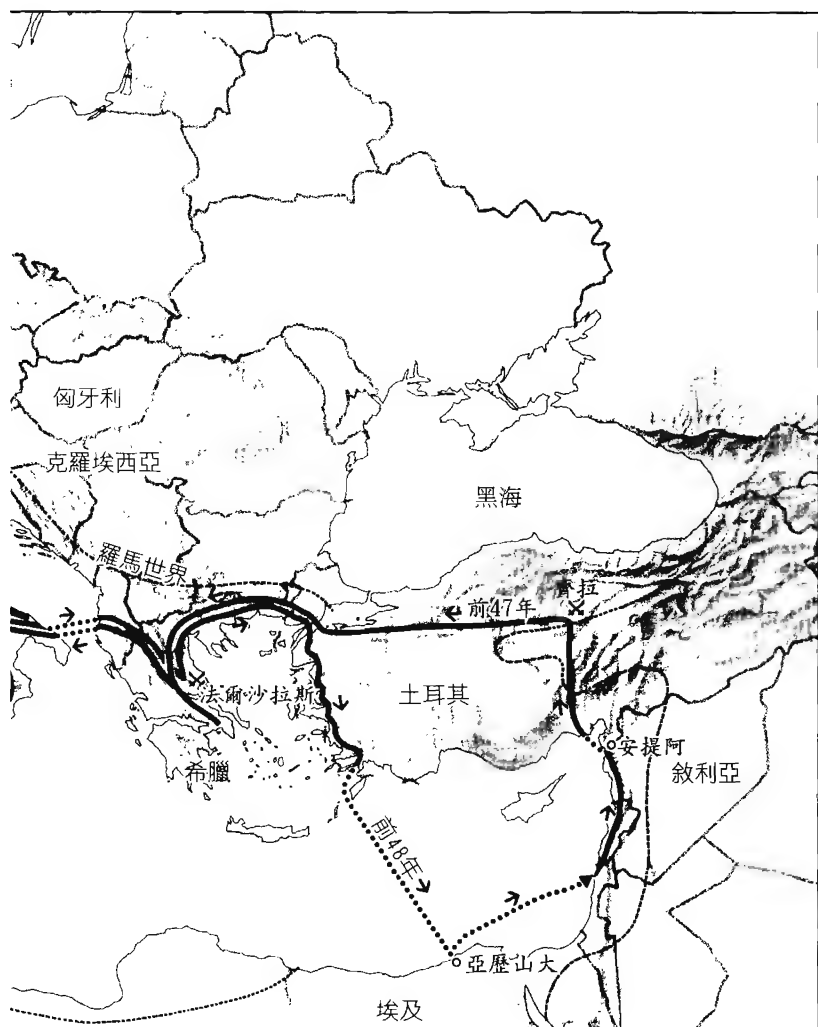 匈牙利
克羅埃西亞
黑海
羅馬世界
齊拉
前47年
法爾沙拉斯
土耳其
安提阿
希臘
敘利亞
前48年
亞歷山大
埃及